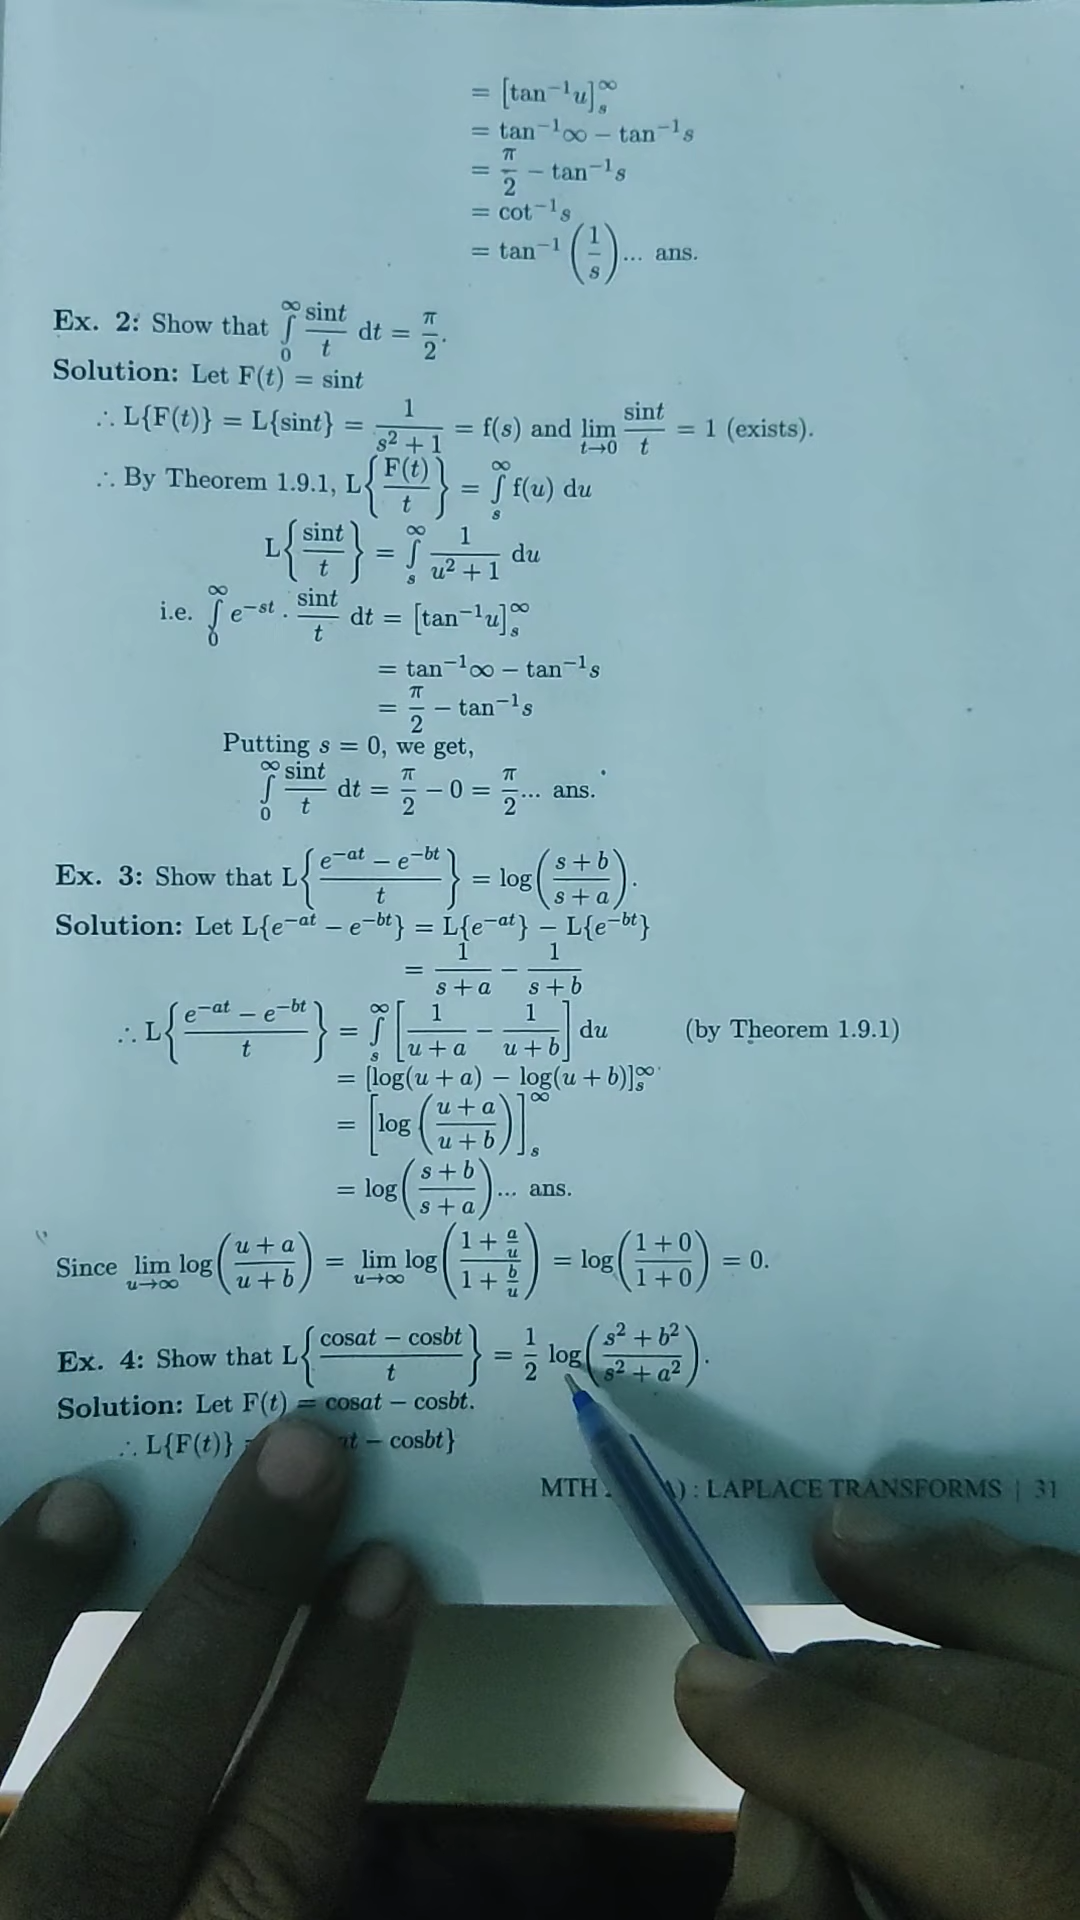 = [tan⁻¹u]ₛ^∞
= tan⁻¹∞ − tan⁻¹s
= π/2 − tan⁻¹s
= cot⁻¹s
= tan⁻¹(1/s)... ans.
Ex. 2: Show that ∫₀^∞ sint/t dt = π/2.
Solution: Let F(t) = sint
∴ L{F(t)} = L{sint} = 1/(s² + 1) = f(s) and lim_{t→0} sint/t = 1 (exists).
∴ By Theorem 1.9.1, L{F(t)/t} = ∫ₛ^∞ f(u) du
L{sint/t} = ∫ₛ^∞ 1/(u² + 1) du
i.e. ∫₀^∞ e^{−st} · sint/t dt = [tan⁻¹u]ₛ^∞
= tan⁻¹∞ − tan⁻¹s
= π/2 − tan⁻¹s
Putting s = 0, we get,
∫₀^∞ sint/t dt = π/2 − 0 = π/2... ans.
Ex. 3: Show that L{(e^{−at} − e^{−bt})/t} = log((s + b)/(s + a)).
Solution: Let L{e^{−at} − e^{−bt}} = L{e^{−at}} − L{e^{−bt}}
= 1/(s + a) − 1/(s + b)
∴ L{(e^{−at} − e^{−bt})/t} = ∫ₛ^∞ [1/(u + a) − 1/(u + b)] du (by Theorem 1.9.1)
= [log(u + a) − log(u + b)]ₛ^∞
= [log((u + a)/(u + b))]ₛ^∞
= log((s + b)/(s + a))... ans.
Since lim_{u→∞} log((u + a)/(u + b)) = lim_{u→∞} log((1 + a/u)/(1 + b/u)) = log((1 + 0)/(1 + 0)) = 0.
Ex. 4: Show that L{(cosat − cosbt)/t} = 1/2 log((s² + b²)/(s² + a²)).
Solution: Let F(t) = cosat − cosbt.
∴ L{F(t)} − cosbt}
MTH ) : LAPLACE TRANSFORMS | 31